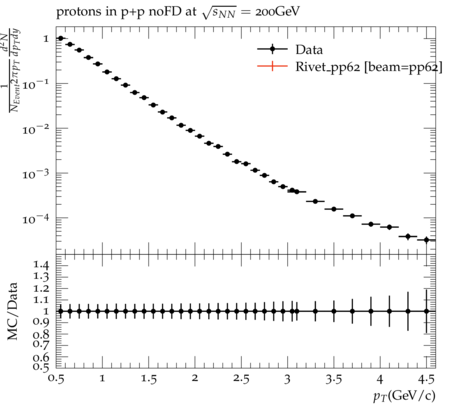 protons in p+p noFD at √s_NN = 200GeV
1/(N_Event 2πp_T) d²N/(dp_T dy)
Data
Rivet_pp62 [beam=pp62]
1
10⁻¹
10⁻²
10⁻³
10⁻⁴
MC/Data
1.4
1.3
1.2
1.1
1
0.9
0.8
0.7
0.6
0.5
0.5 1 1.5 2 2.5 3 3.5 4 4.5
p_T(GeV/c)